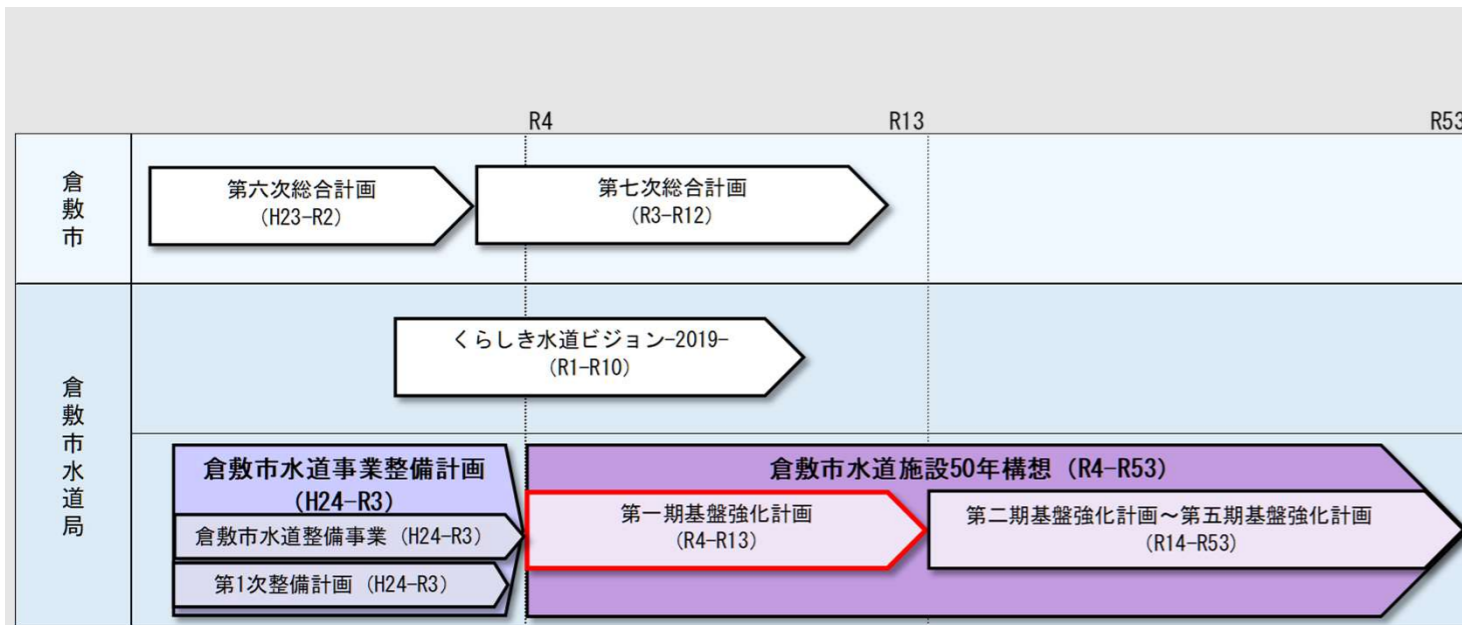 R4
R13
R53
倉敷市
第六次総合計画
(H23-R2)
第七次総合計画
(R3-R12)
倉敷市水道局
くらしき水道ビジョン-2019-
(R1-R10)
倉敷市水道事業整備計画
(H24-R3)
倉敷市水道整備事業 (H24-R3)
第1次整備計画 (H24-R3)
倉敷市水道施設50年構想 (R4-R53)
第一期基盤強化計画
(R4-R13)
第二期基盤強化計画～第五期基盤強化計画
(R14-R53)